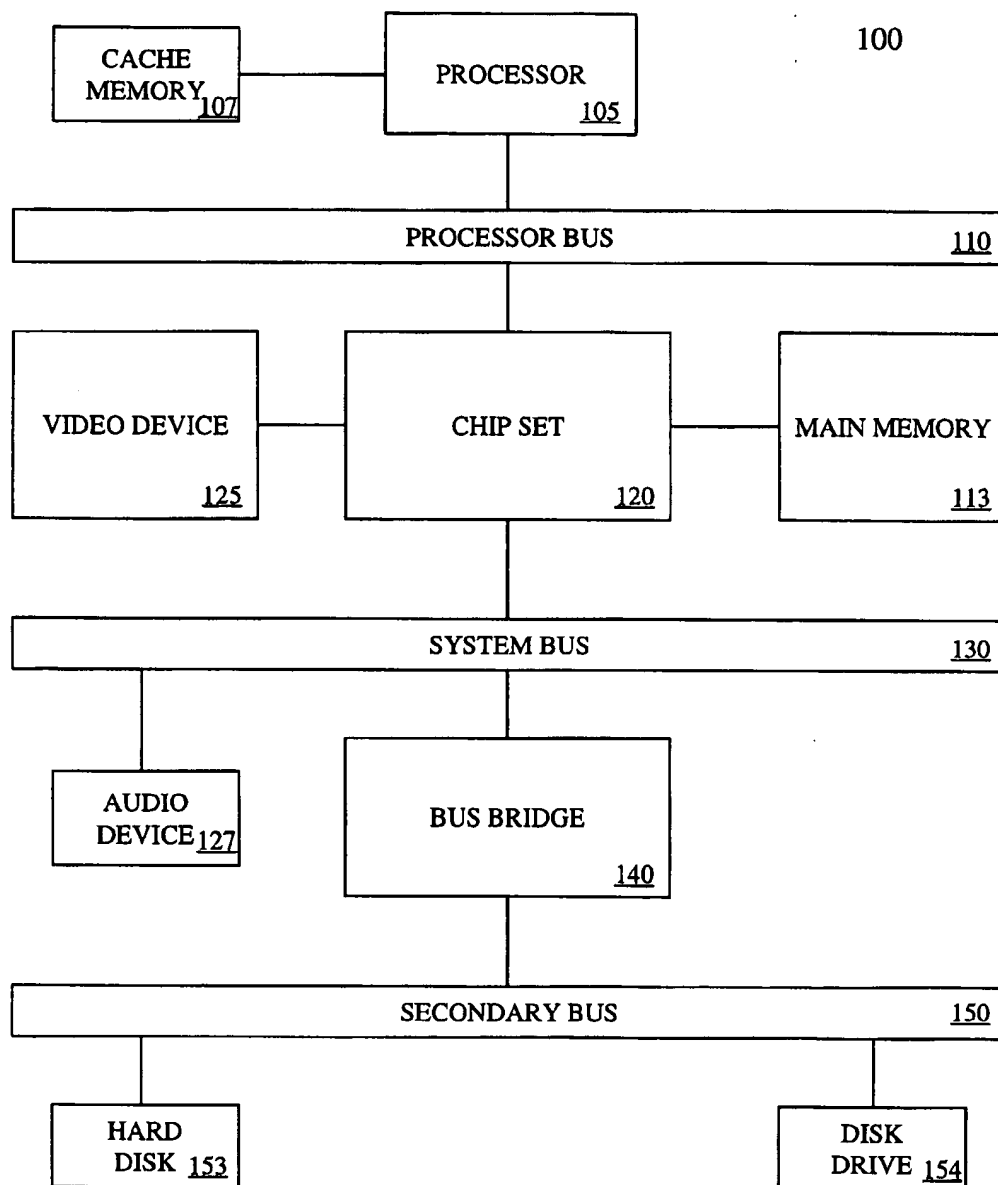 100
CACHE
MEMORY
107
PROCESSOR
105
PROCESSOR BUS
110
VIDEO DEVICE
125
CHIP SET
120
MAIN MEMORY
113
SYSTEM BUS
130
AUDIO
DEVICE
127
BUS BRIDGE
140
SECONDARY BUS
150
HARD
DISK
153
DISK
DRIVE
154